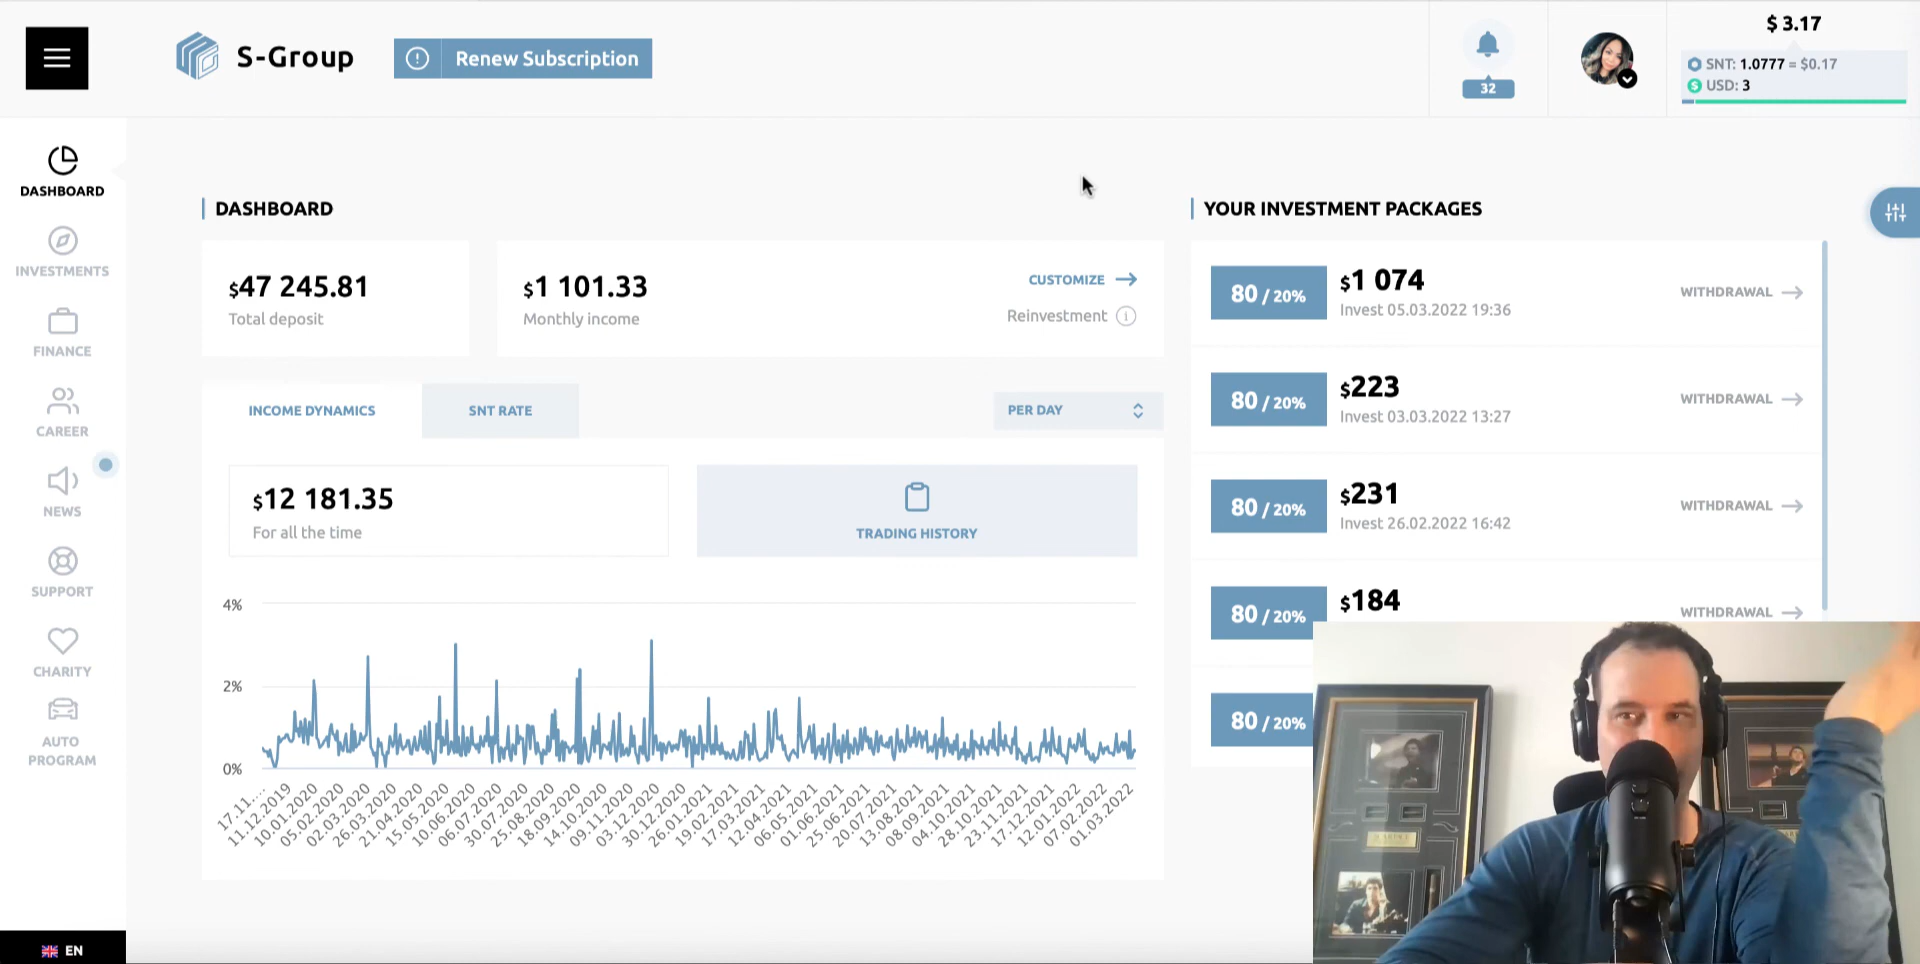 S-Group
Renew Subscription
32
$ 3.17
SNT: 1.0777 = $0.17
USD: 3
DASHBOARD
INVESTMENTS
FINANCE
CAREER
NEWS
SUPPORT
CHARITY
AUTO
PROGRAM
EN
DASHBOARD
$47 245.81
Total deposit
$1 101.33
Monthly income
CUSTOMIZE
Reinvestment
INCOME DYNAMICS
SNT RATE
PER DAY
$12 181.35
For all the time
TRADING HISTORY
4%
2%
0%
17.11....
11.12.2019
10.01.2020
05.02.2020
02.03.2020
26.03.2020
21.04.2020
15.05.2020
10.06.2020
06.07.2020
30.07.2020
25.08.2020
18.09.2020
14.10.2020
09.11.2020
03.12.2020
30.12.2020
26.01.2021
19.02.2021
17.03.2021
12.04.2021
06.05.2021
01.06.2021
25.06.2021
20.07.2021
13.08.2021
08.09.2021
04.10.2021
28.10.2021
23.11.2021
17.12.2021
12.01.2022
07.02.2022
01.03.2022
YOUR INVESTMENT PACKAGES
80 / 20%
$1 074
Invest 05.03.2022 19:36
WITHDRAWAL
80 / 20%
$223
Invest 03.03.2022 13:27
WITHDRAWAL
80 / 20%
$231
Invest 26.02.2022 16:42
WITHDRAWAL
80 / 20%
$184
WITHDRAWAL
80 / 20%
SCARFACE